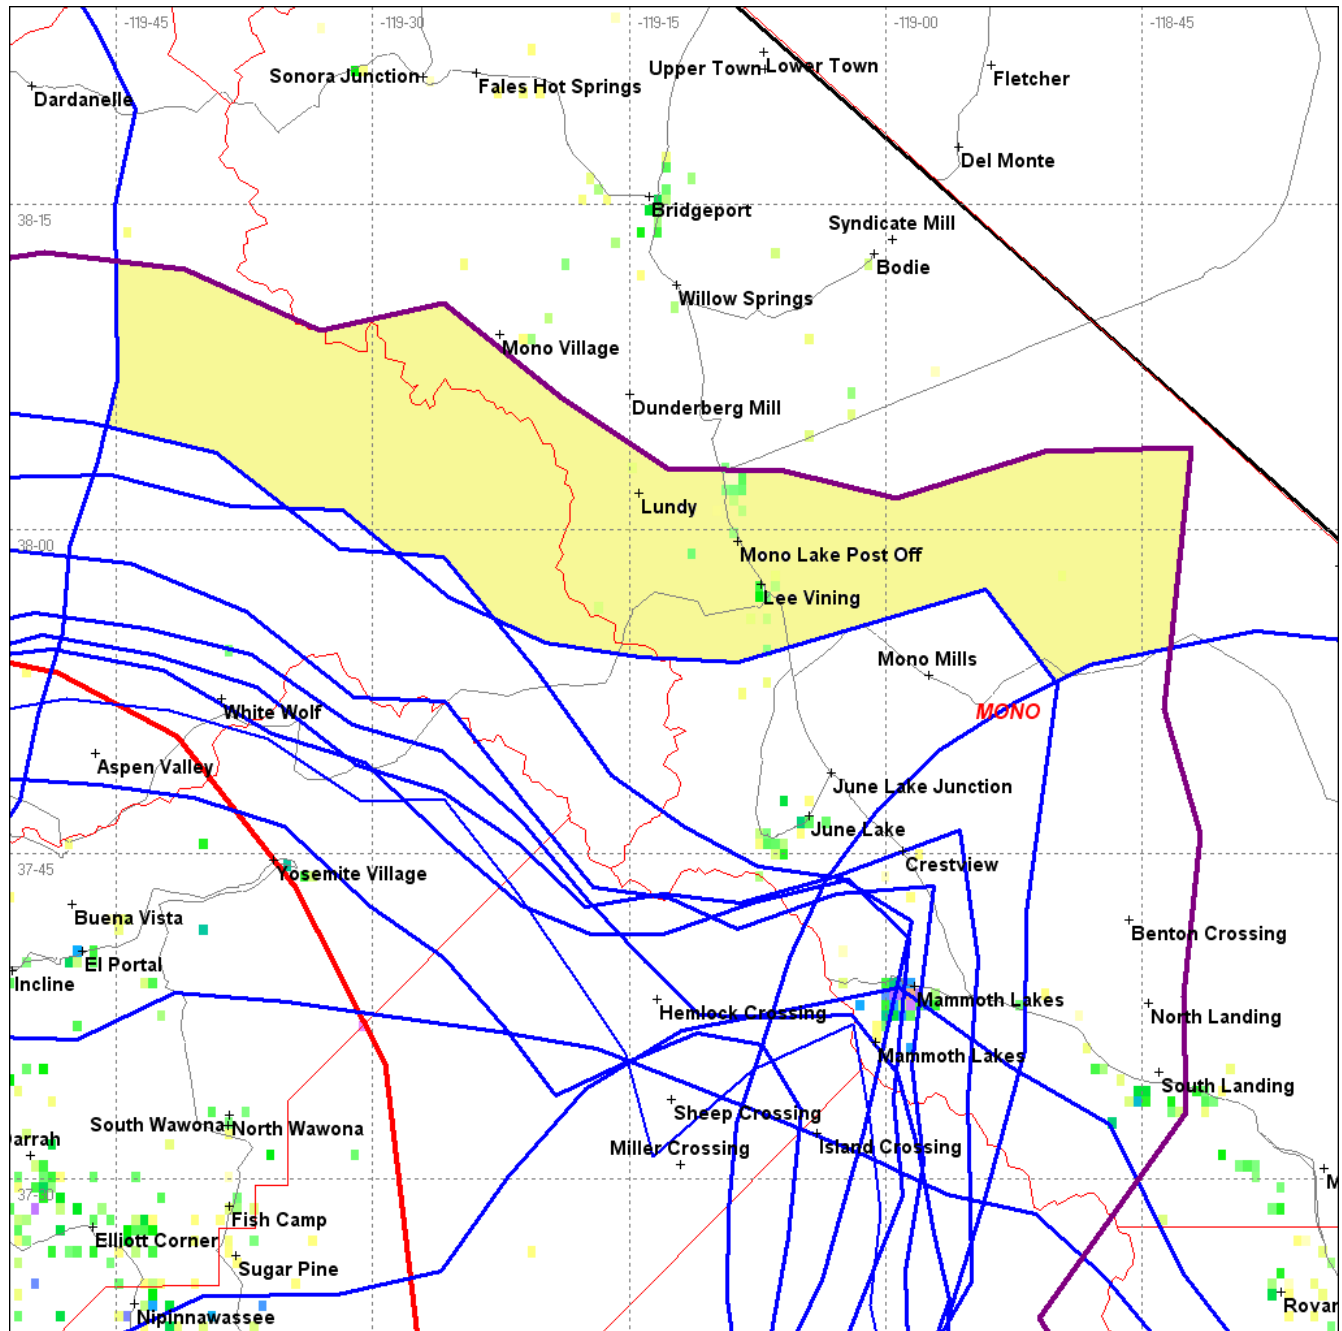 -119-45
-119-30
-119-15
-119-00
-118-45
Sonora Junction
Fales Hot Springs
Upper Town
Lower Town
Fletcher
Dardanelle
Del Monte
38-15
Bridgeport
Syndicate Mill
Bodie
Willow Springs
Mono Village
Dunderberg Mill
Lundy
38-00
Mono Lake Post Off
Lee Vining
Mono Mills
White Wolf
MONO
Aspen Valley
June Lake Junction
June Lake
37-45
Crestview
Yosemite Village
Buena Vista
Benton Crossing
El Portal
Incline
Mammoth Lakes
Hemlock Crossing
North Landing
Mammoth Lakes
South Landing
Sheep Crossing
South Wawona
North Wawona
arrah
Miller Crossing
Island Crossing
M
37-30
Fish Camp
Elliott Corner
Sugar Pine
Rovar
Nipinnawassee